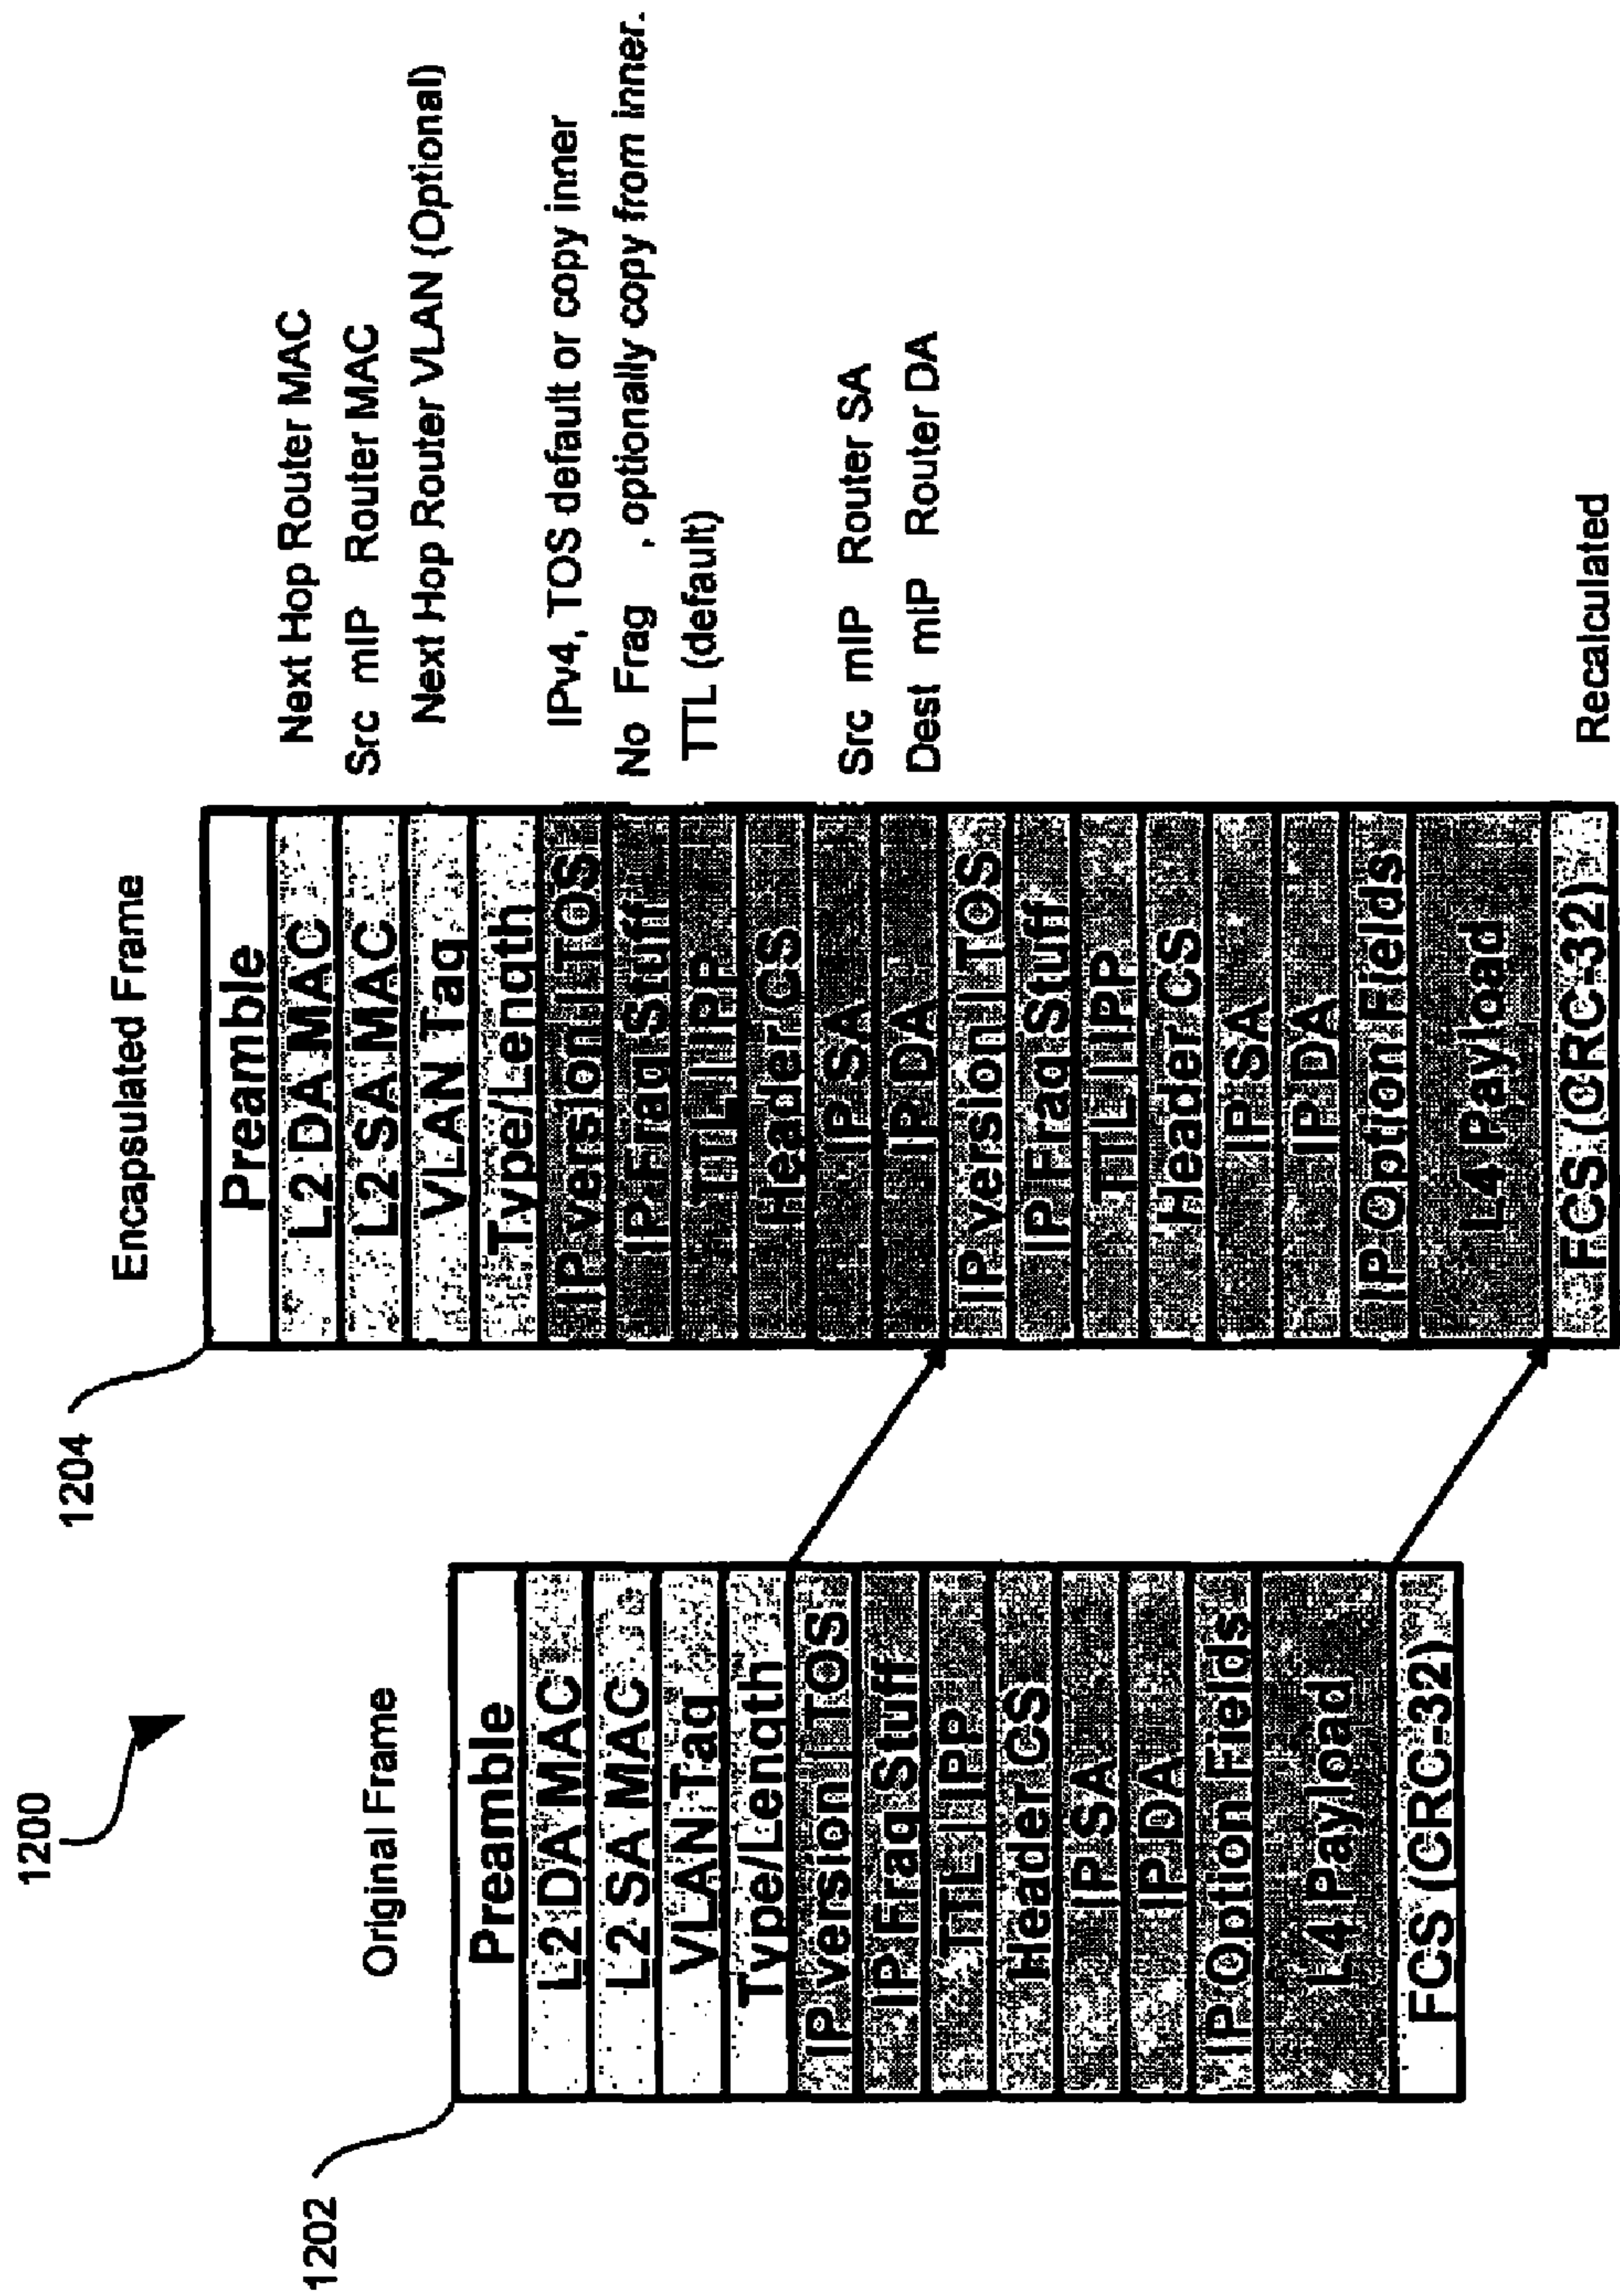 1200
Original Frame
1202
Preamble
L2 DA MAC
L2 SA MAC
VLAN Tag
Type/Length
IP version | TOS
IP Frag Stuff
TTL | IPP
Header CS
IP SA
IP DA
IP Option Fields
L4 Payload
FCS (CRC-32)
Encapsulated Frame
1204
Preamble
L2 DA MAC
L2 SA MAC
VLAN Tag
Type/Length
IP version | TOS
IP Frag Stuff
TTL | IPP
Header CS
IP SA
IP DA
IP version | TOS
IP Frag Stuff
TTL | IPP
Header CS
IP SA
IP DA
IP Option Fields
L4 Payload
FCS (CRC-32)
Next Hop Router MAC
Src mIP Router MAC
Next Hop Router VLAN (Optional)
IPv4, TOS default or copy inner
No Frag , optionally copy from inner.
TTL (default)
Src mIP Router SA
Dest mIP Router DA
Recalculated